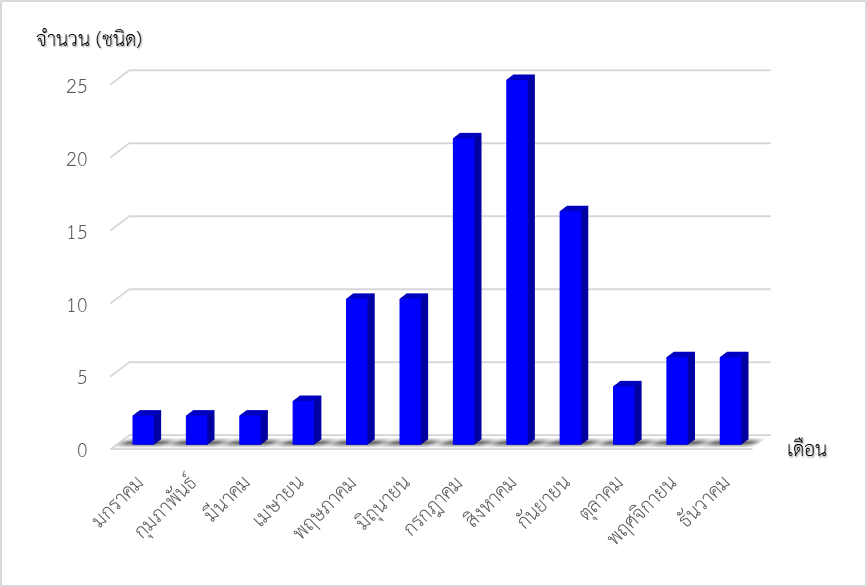 จำนวน (ชนิด)
25
20
15
10
5
0
เดือน
มกราคม
กุมภาพันธ์
มีนาคม
เมษายน
พฤษภาคม
มิถุนายน
กรกฎาคม
สิงหาคม
กันยายน
ตุลาคม
พฤศจิกายน
ธันวาคม